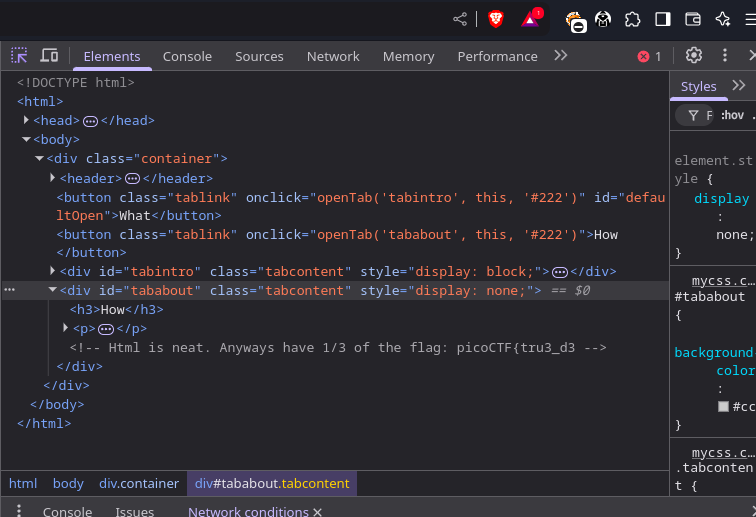 1
Elements Console Sources Network Memory Performance 1
<!DOCTYPE html>
<html>
<head> </head>
<body>
<div class="container">
<header> </header>
<button class="tablink" onclick="openTab('tabintro', this, '#222')" id="defau
ltOpen">What</button>
<button class="tablink" onclick="openTab('tababout', this, '#222')">How
</button>
<div id="tabintro" class="tabcontent" style="display: block;"> </div>
<div id="tababout" class="tabcontent" style="display: none;"> == $0
<h3>How</h3>
<p> </p>
<!-- Html is neat. Anyways have 1/3 of the flag: picoCTF{tru3_d3 -->
</div>
</div>
</body>
</html>
html body div.container div#tababout.tabcontent
Console Issues Network conditions
Styles
F :hov .
element.st
yle {
display
:
none;
}
mycss.c…
#tababout
{
background
color
:
#cc
}
mycss.c…
.tabconten
t {